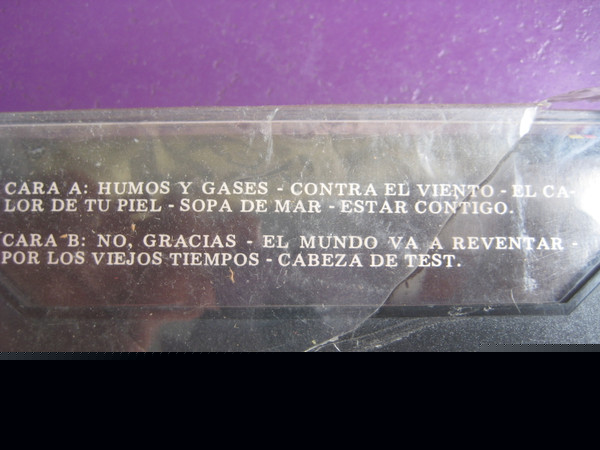 CARA A: HUMOS Y GASES - CONTRA EL VIENTO - EL CA-
LOR DE TU PIEL - SOPA DE MAR - ESTAR CONTIGO.
CARA B: NO, GRACIAS - EL MUNDO VA A REVENTAR -
POR LOS VIEJOS TIEMPOS - CABEZA DE TEST.